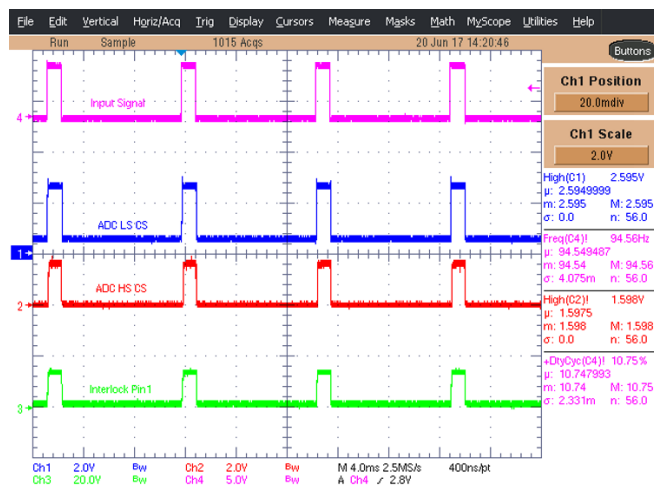 File Edit Vertical Horiz/Acq Trig Display Cursors Measure Masks Math MyScope Utilities Help
Run Sample 1015 Acqs 20 Jun 17 14:20:46
Buttons
Ch1 Position
20.0mdiv
Ch1 Scale
2.0V
Input Signal
4
ADC LS CS
1
ADC HS CS
2
Interlock Pin1
3
High(C1) 2.595V
µ: 2.5949999
m: 2.595 M: 2.595
σ: 0.0 n: 56.0
Freq(C4)! 94.56Hz
µ: 94.549487
m: 94.54 M: 94.56
σ: 4.075m n: 56.0
High(C2)! 1.598V
µ: 1.5975
m: 1.598 M: 1.598
σ: 0.0 n: 56.0
+DtyCyc(C4)! 10.75%
µ: 10.747993
m: 10.74 M: 10.75
σ: 2.331m n: 56.0
Ch1 2.0V Bw Ch2 2.0V Bw M 4.0ms 2.5MS/s 400ns/pt
Ch3 20.0V Bw Ch4 5.0V Bw A Ch4 / 2.8V